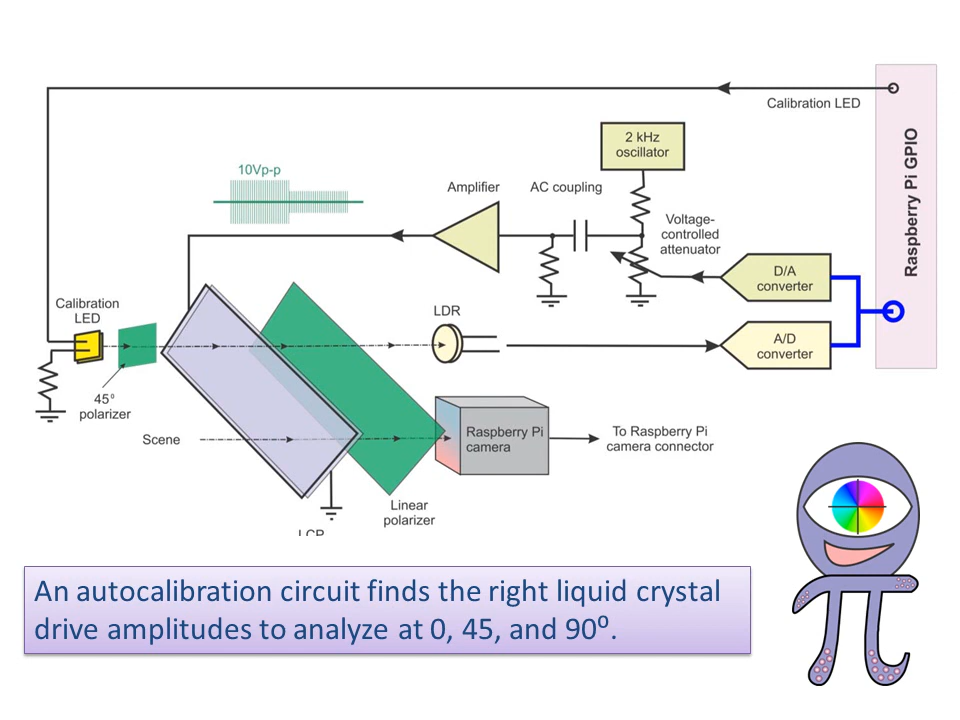 Calibration LED
Raspberry Pi GPIO
2 kHz
oscillator
10Vp-p
Amplifier
AC coupling
Voltage-
controlled
attenuator
D/A
converter
Calibration
LED
LDR
A/D
converter
45°
polarizer
Scene
Raspberry Pi
camera
To Raspberry Pi
camera connector
Linear
polarizer
An autocalibration circuit finds the right liquid crystal
drive amplitudes to analyze at 0, 45, and 90⁰.